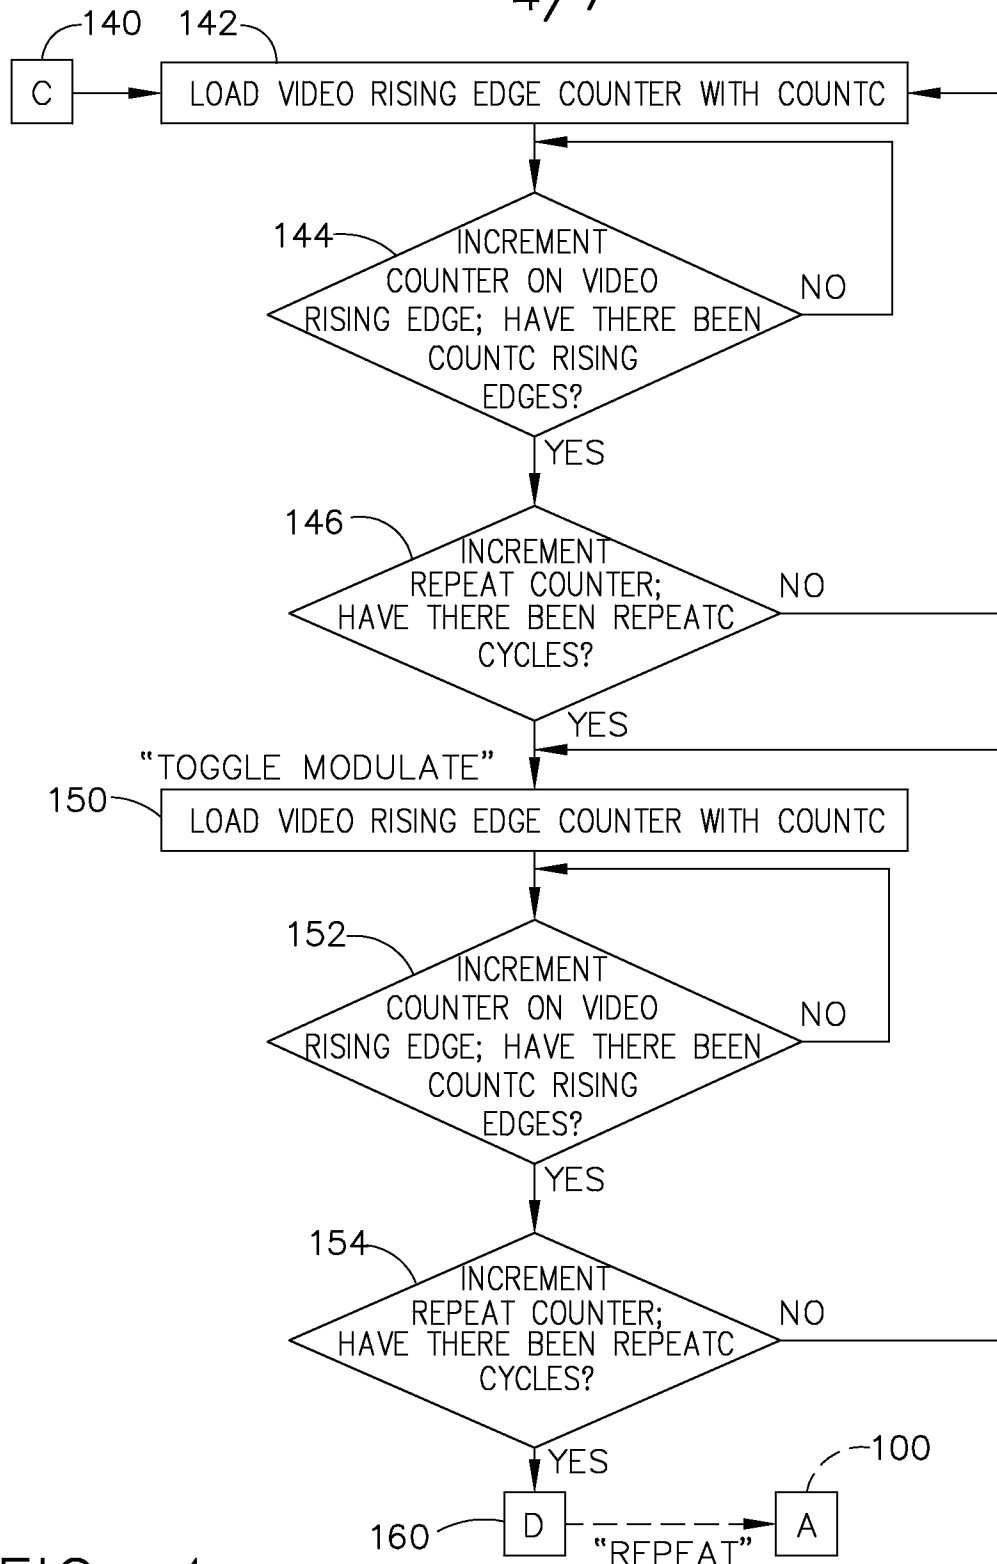 4/7
140
142
C
LOAD VIDEO RISING EDGE COUNTER WITH COUNTC
144
INCREMENT
COUNTER ON VIDEO
RISING EDGE; HAVE THERE BEEN
COUNTC RISING
EDGES?
NO
YES
146
INCREMENT
REPEAT COUNTER;
HAVE THERE BEEN REPEATC
CYCLES?
NO
YES
"TOGGLE MODULATE"
150
LOAD VIDEO RISING EDGE COUNTER WITH COUNTC
152
INCREMENT
COUNTER ON VIDEO
RISING EDGE; HAVE THERE BEEN
COUNTC RISING
EDGES?
NO
YES
154
INCREMENT
REPEAT COUNTER;
HAVE THERE BEEN REPEATC
CYCLES?
NO
YES
100
160
D
A
"REPEAT"